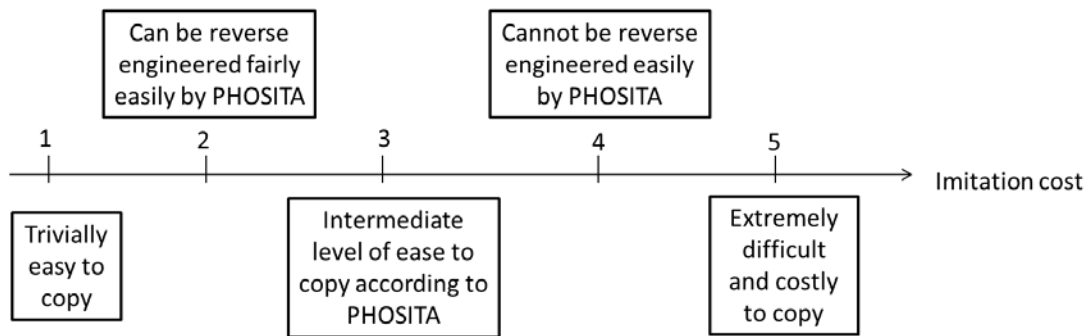 Can be reverse
engineered fairly
easily by PHOSITA
Cannot be reverse
engineered easily
by PHOSITA
1
2
3
4
5
Imitation cost
Trivially
easy to
copy
Intermediate
level of ease to
copy according to
PHOSITA
Extremely
difficult
and costly
to copy